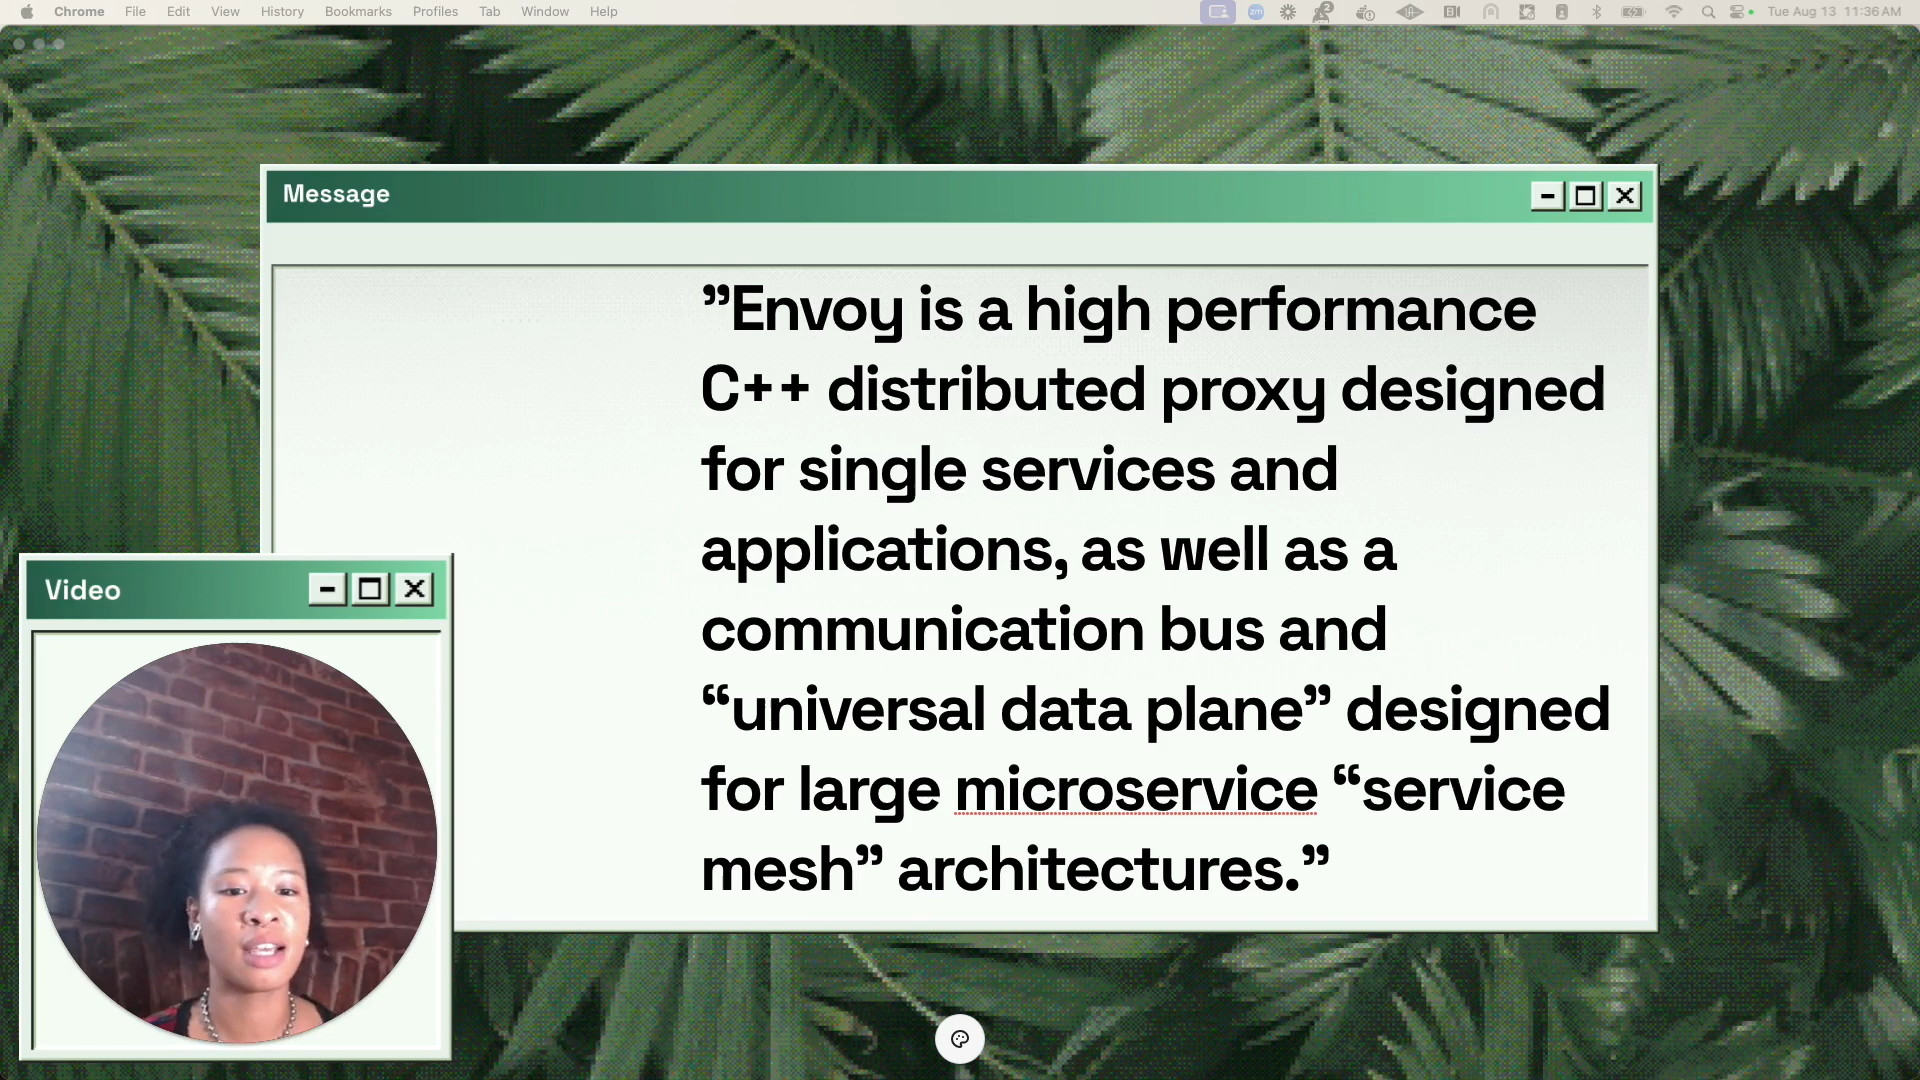 Chrome File Edit View History Bookmarks Profiles Tab Window Help zm 2 Tue Aug 13 11:36 AM
Message
”Envoy is a high performance
C++ distributed proxy designed
for single services and
applications, as well as a
communication bus and
“universal data plane” designed
for large microservice “service
mesh” architectures.”
Video